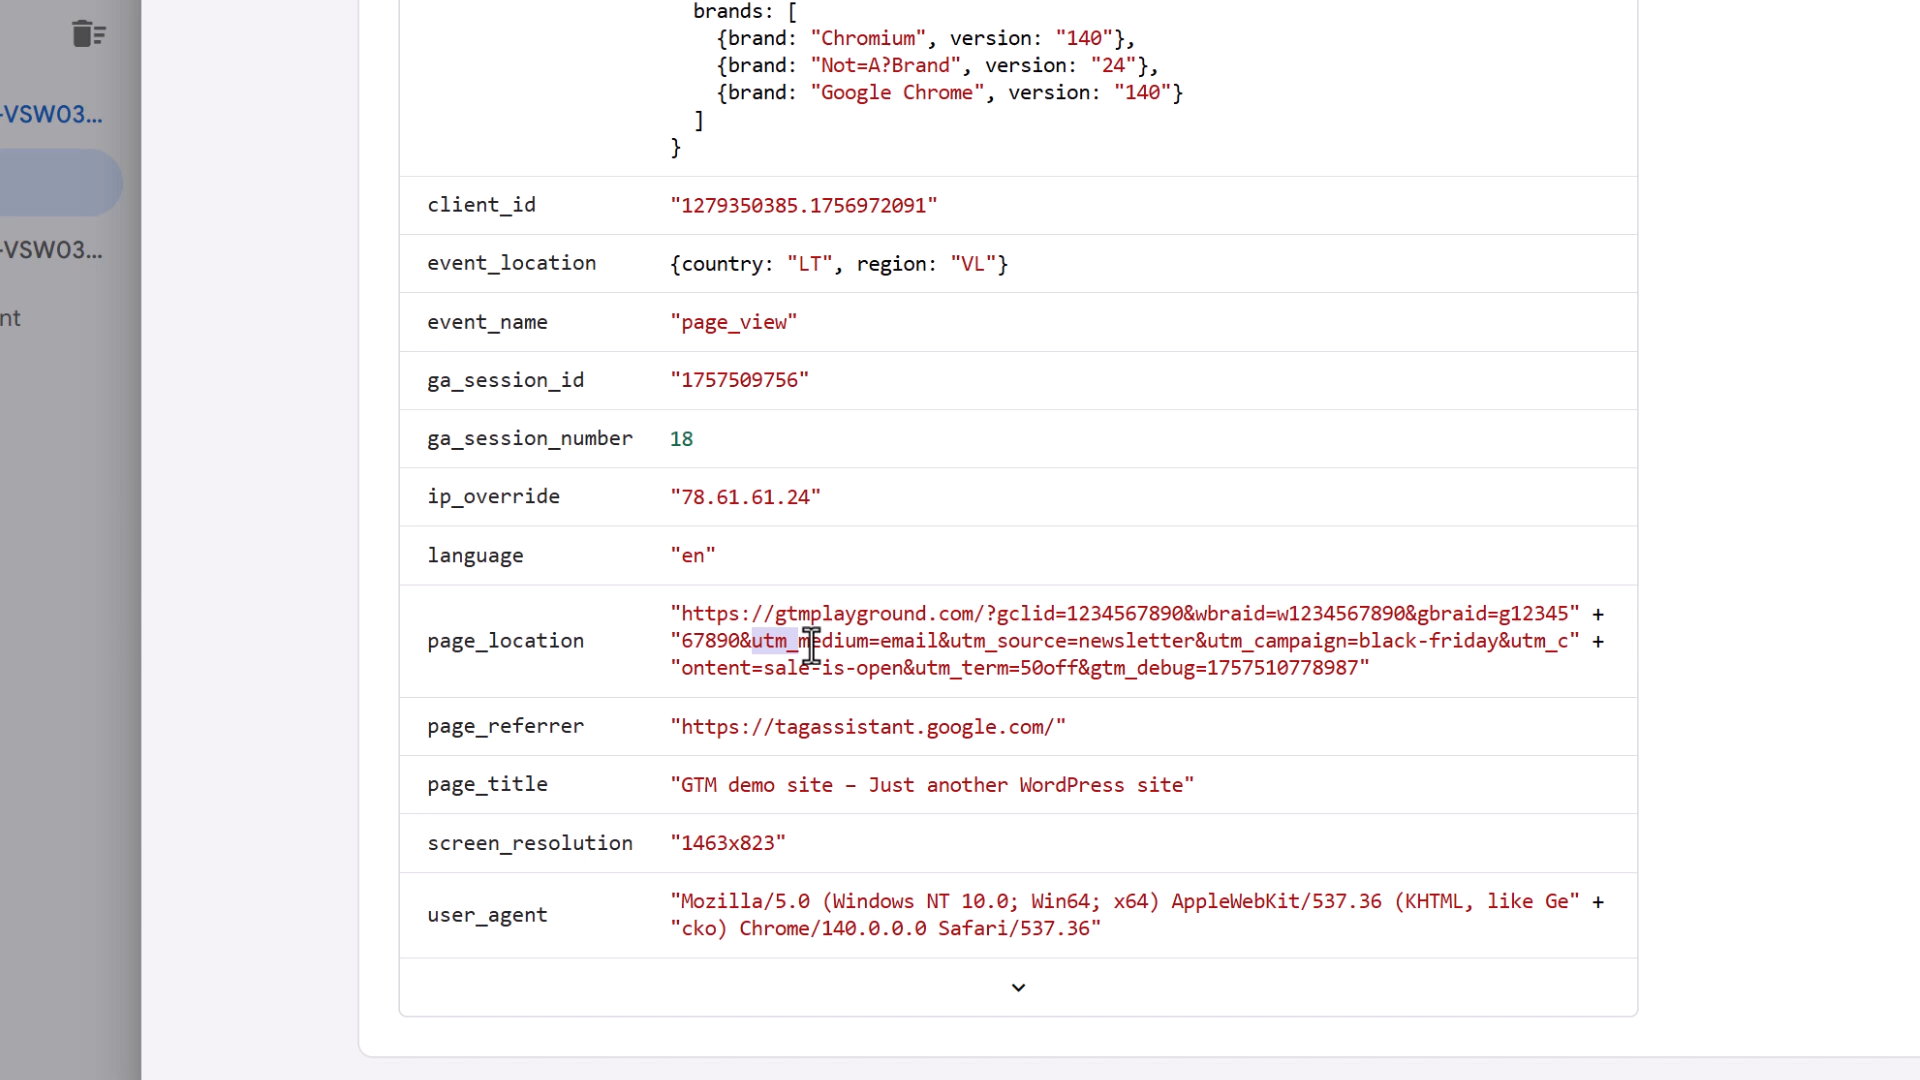 brands: [
{brand: "Chromium", version: "140"},
{brand: "Not=A?Brand", version: "24"},
{brand: "Google Chrome", version: "140"}
]
}
-VSW03...
-VSW03...
nt
client_id "1279350385.1756972091"
event_location {country: "LT", region: "VL"}
event_name "page_view"
ga_session_id "1757509756"
ga_session_number 18
ip_override "78.61.61.24"
language "en"
page_location "https://gtmplayground.com/?gclid=1234567890&wbraid=w1234567890&gbraid=g12345" +
"67890&utm_medium=email&utm_source=newsletter&utm_campaign=black-friday&utm_c" +
"ontent=sale-is-open&utm_term=50off&gtm_debug=1757510778987"
page_referrer "https://tagassistant.google.com/"
page_title "GTM demo site – Just another WordPress site"
screen_resolution "1463x823"
user_agent "Mozilla/5.0 (Windows NT 10.0; Win64; x64) AppleWebKit/537.36 (KHTML, like Ge" +
"cko) Chrome/140.0.0.0 Safari/537.36"